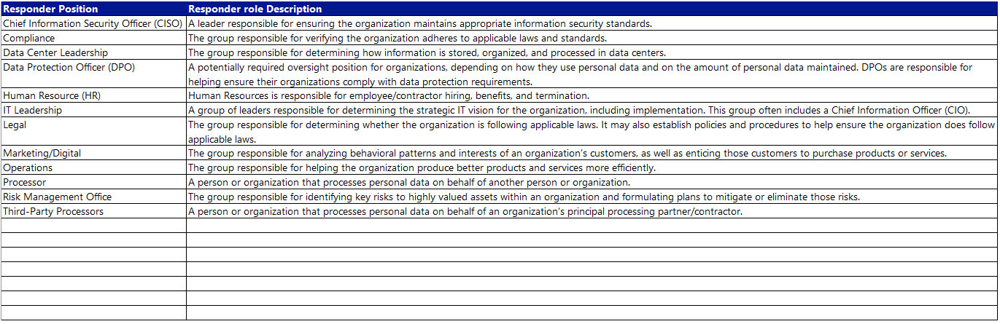 Responder Position Responder role Description
Chief Information Security Officer (CISO) A leader responsible for ensuring the organization maintains appropriate information security standards.
Compliance The group responsible for verifying the organization adheres to applicable laws and standards.
Data Center Leadership The group responsible for determining how information is stored, organized, and processed in data centers.
Data Protection Officer (DPO) A potentially required oversight position for organizations, depending on how they use personal data and on the amount of personal data maintained. DPOs are responsible for
helping ensure their organizations comply with data protection requirements.
Human Resource (HR) Human Resources is responsible for employee/contractor hiring, benefits, and termination.
IT Leadership A group of leaders responsible for determining the strategic IT vision for the organization, including implementation. This group often includes a Chief Information Officer (CIO).
Legal The group responsible for determining whether the organization is following applicable laws. It may also establish policies and procedures to help ensure the organization does follow
applicable laws.
Marketing/Digital The group responsible for analyzing behavioral patterns and interests of an organization's customers, as well as enticing those customers to purchase products or services.
Operations The group responsible for helping the organization produce better products and services more efficiently.
Processor A person or organization that processes personal data on behalf of another person or organization.
Risk Management Office The group responsible for identifying key risks to highly valued assets within an organization and formulating plans to mitigate or eliminate those risks.
Third-Party Processors A person or organization that processes personal data on behalf of an organization's principal processing partner/contractor.